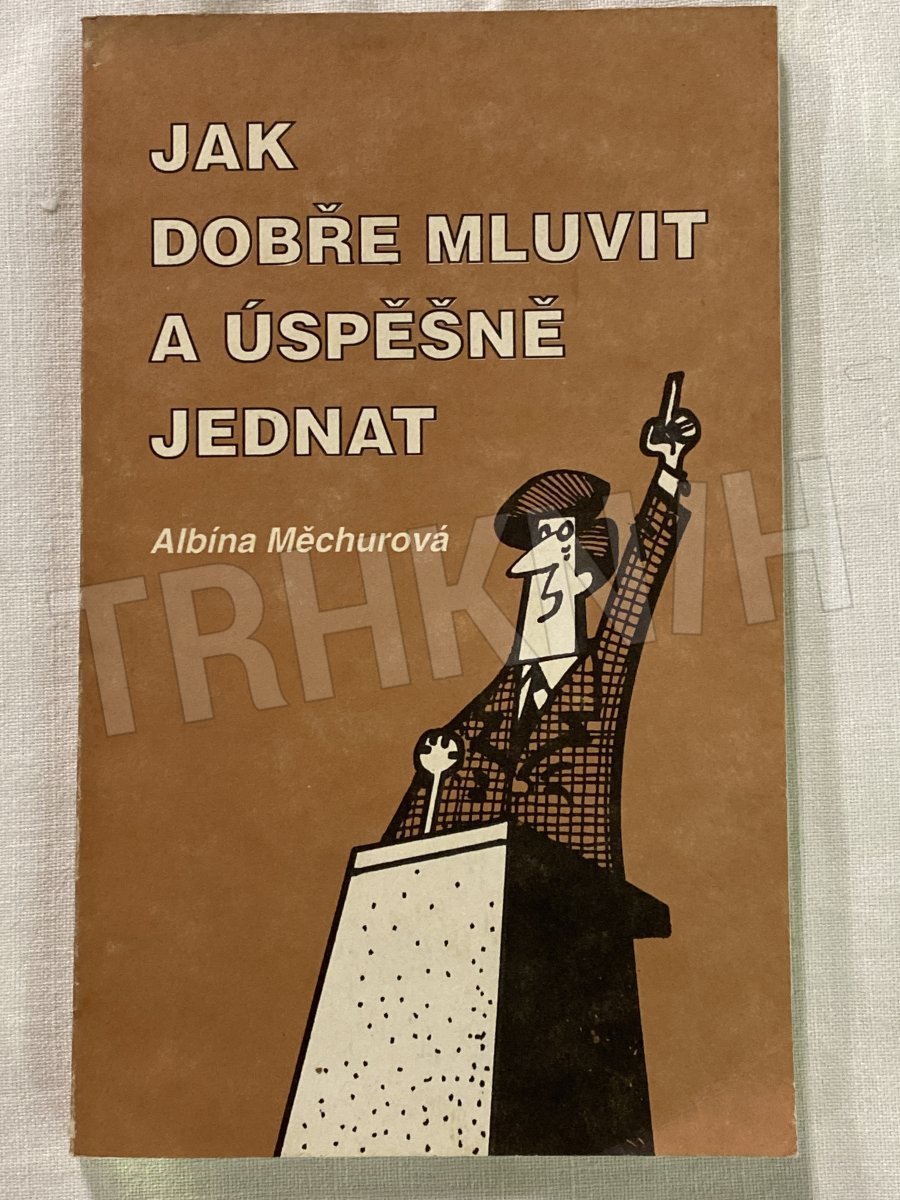 JAK
DOBŘE MLUVIT
A ÚSPĚŠNĚ
JEDNAT
Albína Měchurová
TRHKNIH